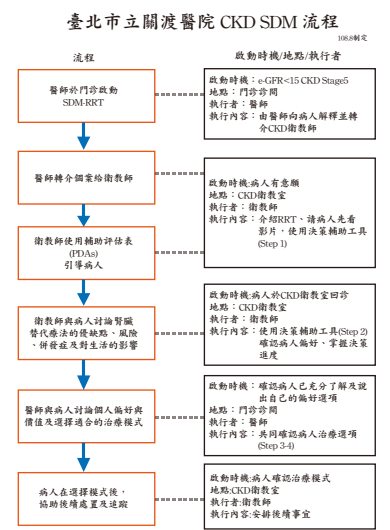 臺北市立關渡醫院 CKD SDM 流程
108.8制定
流程
啟動時機/地點/執行者
醫師於門診啟動
SDM-RRT
啟動時機：e-GFR<15 CKD Stage5
地點：門診診間
執行者：醫師
執行內容：由醫師向病人解釋並轉
介CKD衛教師
醫師轉介個案給衛教師
啟動時機:病人有意願
地點：CKD衛教室
執行者：衛教師
執行內容：介紹RRT、請病人先看
影片，使用決策輔助工具
(Step 1)
衛教師使用輔助評估表
(PDAs)
引導病人
衛教師與病人討論腎臟
替代療法的優缺點、風險
、併發症及對生活的影響
啟動時機:病人於CKD衛教室回診
地點：CKD衛教室
執行者：衛教師
執行內容：使用決策輔助工具(Step 2)
確認病人偏好、掌握決策
進度
醫師與病人討論個人偏好與
價值及選擇適合的治療模式
啟動時機：確認病人已充分了解及說
出自己的偏好選項
地點：門診診間
執行者：醫師
執行內容：共同確認病人治療選項
(Step 3-4)
病人在選擇模式後，
協助後續處置及追蹤
啟動時機:病人確認治療模式
地點:CKD衛教室
執行者:衛教師
執行內容:安排後續事宜